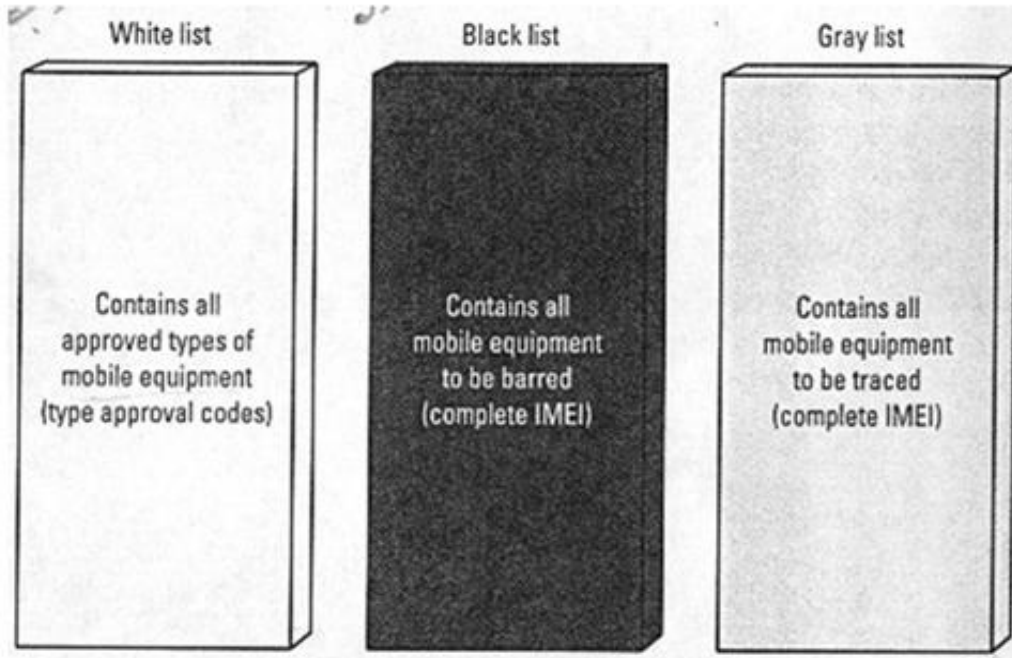 White list
Contains all
approved types of
mobile equipment
(type approval codes)
Black list
Contains all
mobile equipment
to be barred
(complete IMEI)
Gray list
Contains all
mobile equipment
to be traced
(complete IMEI)